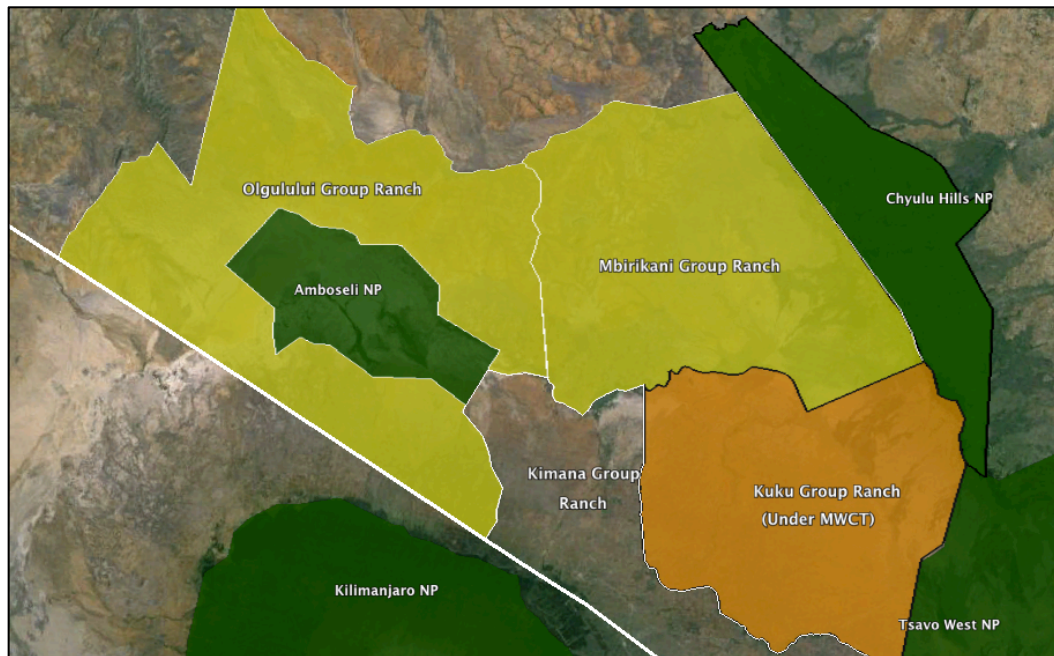 Olgulului Group Ranch
Chyulu Hills NP
Mbirikani Group Ranch
Amboseli NP
Kimana Group
Ranch
Kuku Group Ranch
(Under MWCT)
Kilimanjaro NP
Tsavo West NP